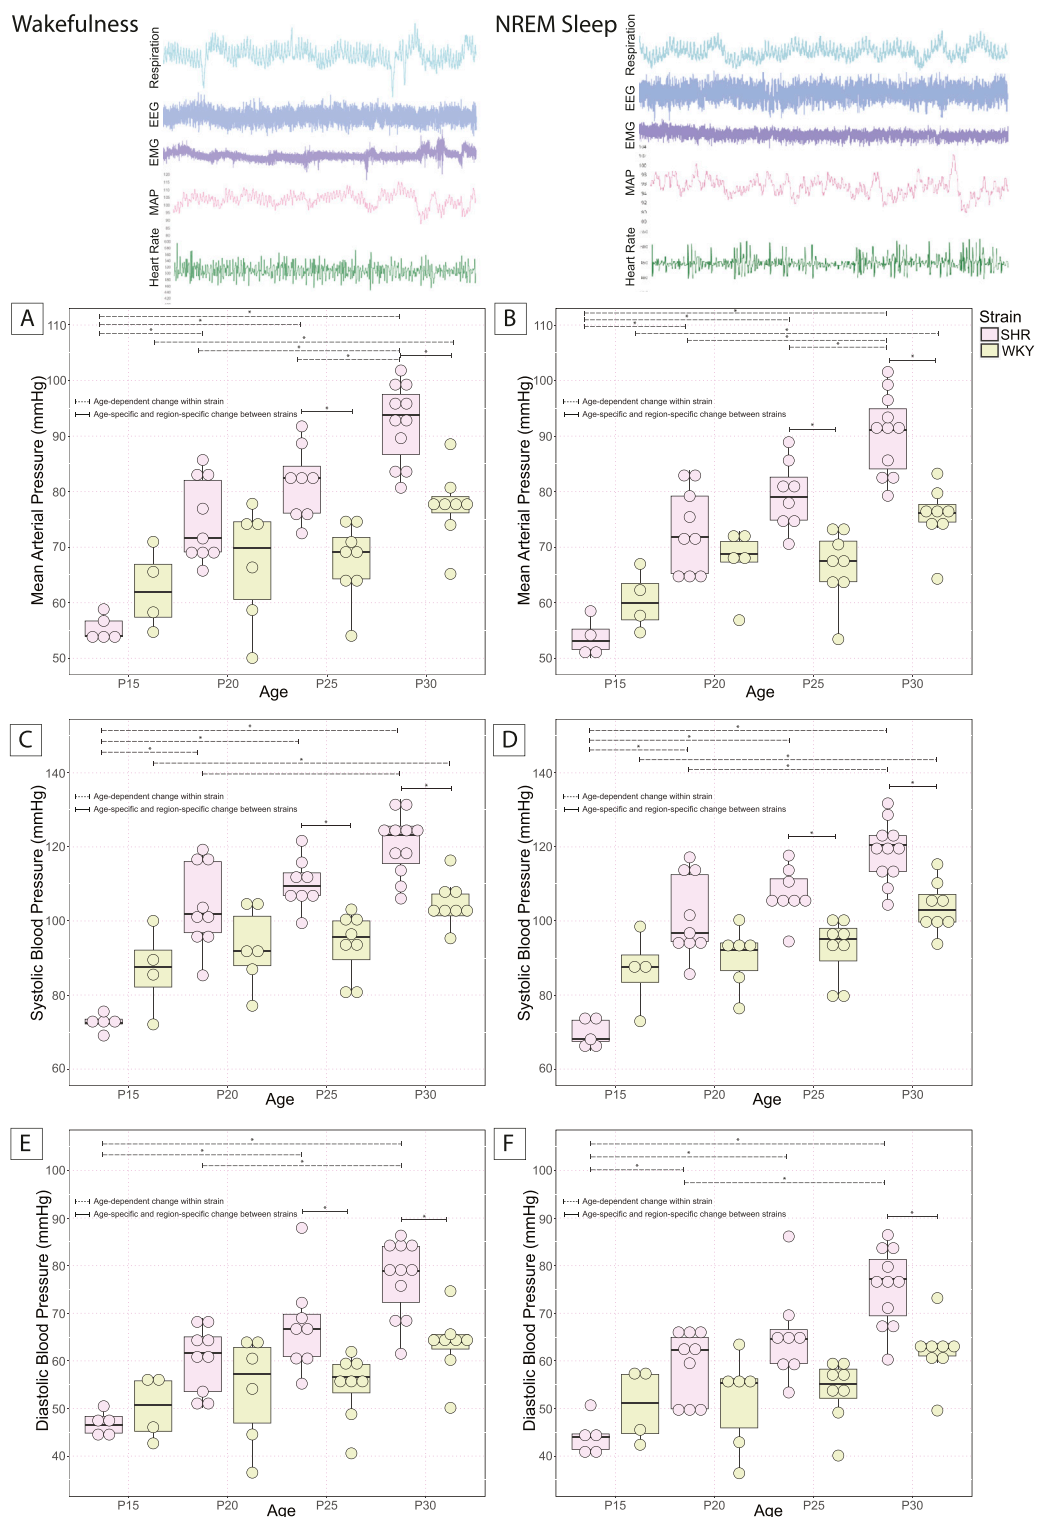 Wakefulness
NREM Sleep
Respiration
EEG
EMG
MAP
Heart Rate
Respiration
EEG
EMG
MAP
Heart Rate
A
110
100
90
80
70
60
50
Mean Arterial Pressure (mmHg)
Age-dependent change within strain
Age-specific and region-specific change between strains
P15
P20
P25
P30
Age
B
110
100
90
80
70
60
50
Mean Arterial Pressure (mmHg)
Age-dependent change within strain
Age-specific and region-specific change between strains
P15
P20
P25
P30
Age
Strain
SHR
WKY
C
140
120
100
80
60
Systolic Blood Pressure (mmHg)
Age-dependent change within strain
Age-specific and region-specific change between strains
P15
P20
P25
P30
Age
D
140
120
100
80
60
Systolic Blood Pressure (mmHg)
Age-dependent change within strain
Age-specific and region-specific change between strains
P15
P20
P25
P30
Age
E
100
90
80
70
60
50
40
Diastolic Blood Pressure (mmHg)
Age-dependent change within strain
Age-specific and region-specific change between strains
P15
P20
P25
P30
Age
F
100
90
80
70
60
50
40
Diastolic Blood Pressure (mmHg)
Age-dependent change within strain
Age-specific and region-specific change between strains
P15
P20
P25
P30
Age